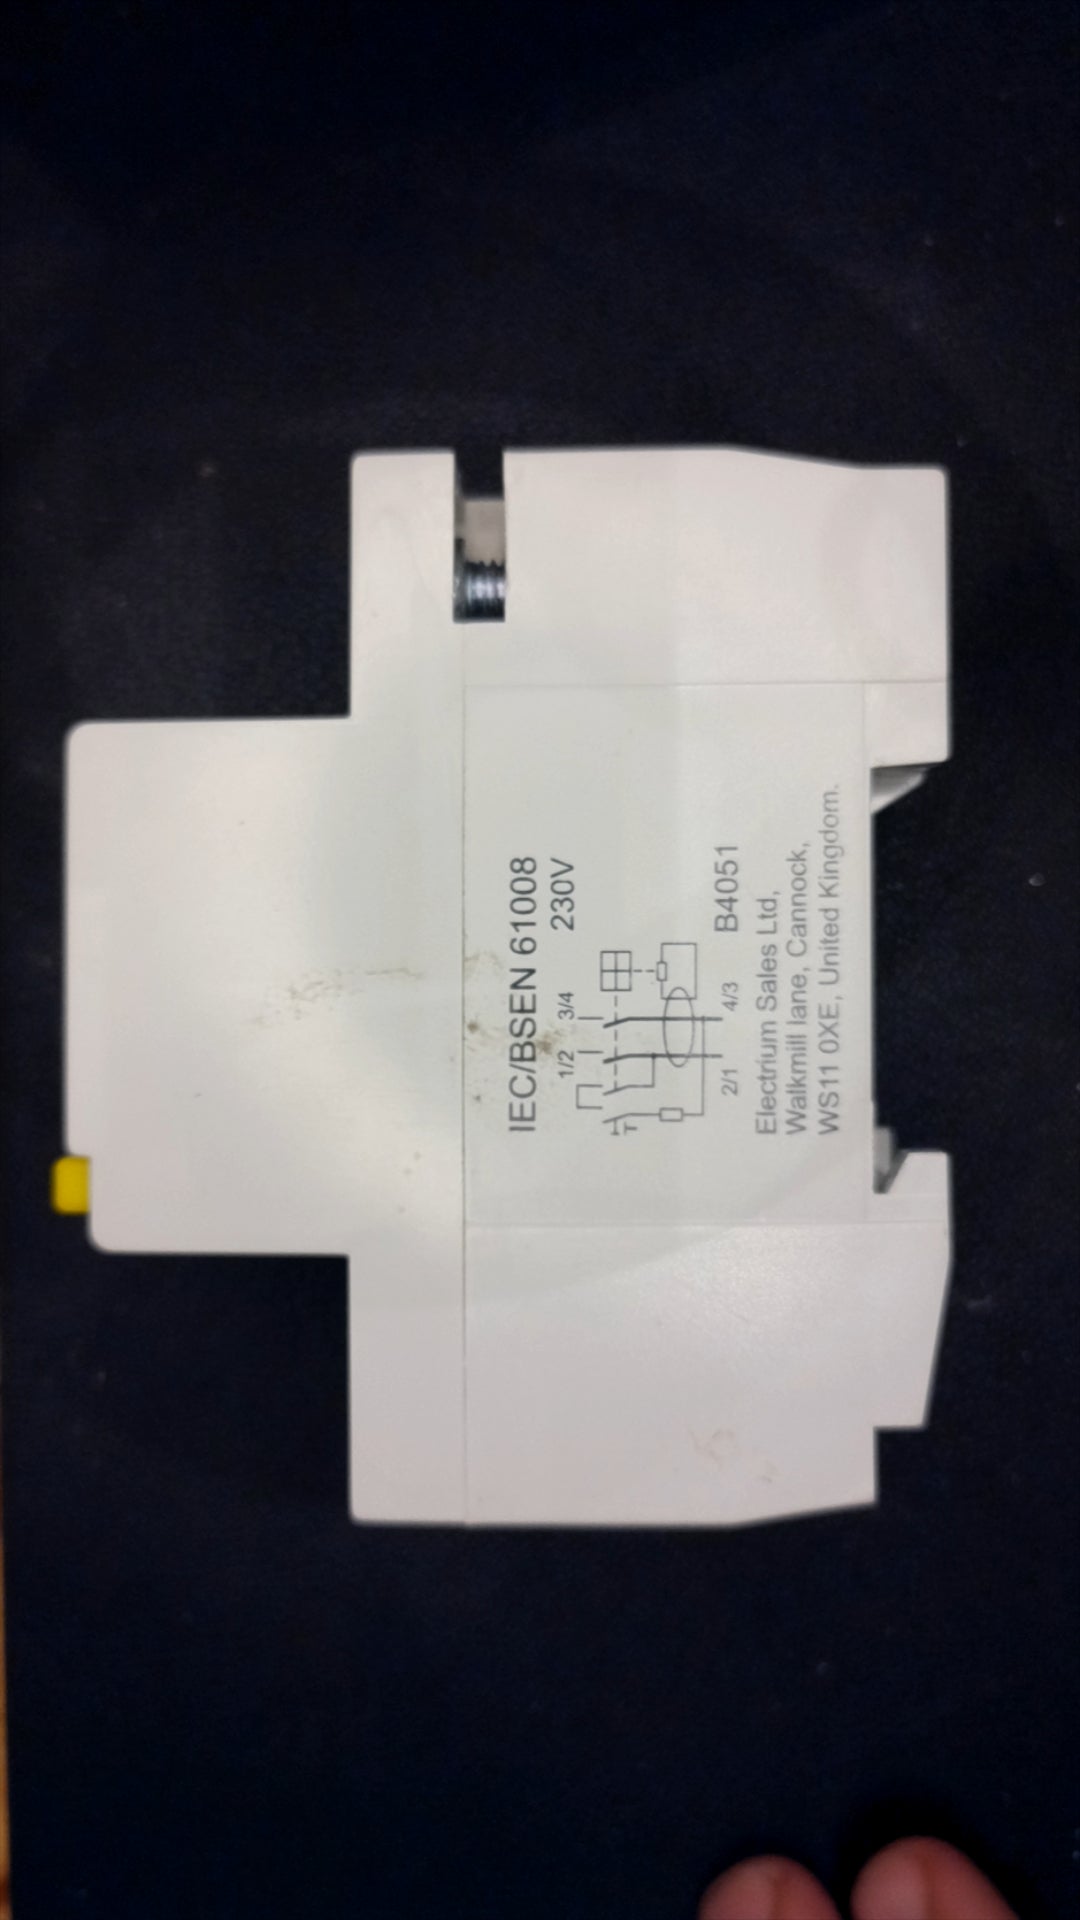 IEC/BSEN 61008
230V
1/2 3/4
T
2/1 4/3
B4051
Electrium Sales Ltd,
Walkmill lane, Cannock,
WS11 0XE, United Kingdom.